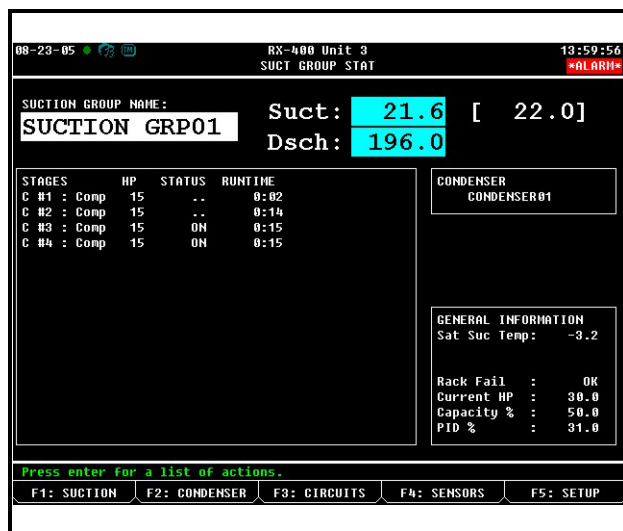 08-23-05 RX-400 Unit 3 13:59:56
SUCT GROUP STAT *ALARM*
SUCTION GROUP NAME:
SUCTION GRP01
Suct: 21.6 [ 22.0]
Dsch: 196.0
STAGES HP STATUS RUNTIME
C #1 : Comp 15 .. 0:02
C #2 : Comp 15 .. 0:14
C #3 : Comp 15 ON 0:15
C #4 : Comp 15 ON 0:15
CONDENSER
CONDENSER01
GENERAL INFORMATION
Sat Suc Temp: -3.2
Rack Fail : OK
Current HP : 30.0
Capacity % : 50.0
PID % : 31.0
Press enter for a list of actions.
F1: SUCTION F2: CONDENSER F3: CIRCUITS F4: SENSORS F5: SETUP